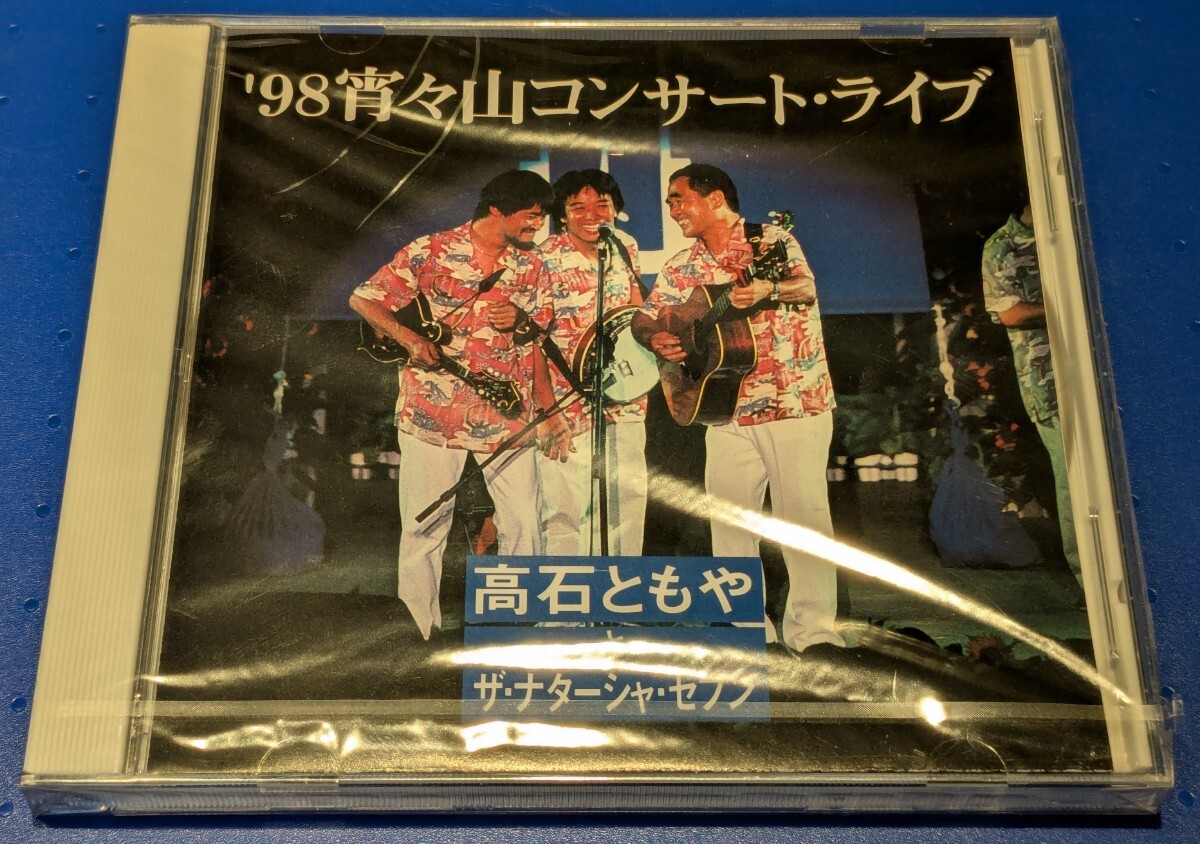 '98宵々山コンサート・ライブ
高石ともや
と
ザ・ナターシャ・セブン